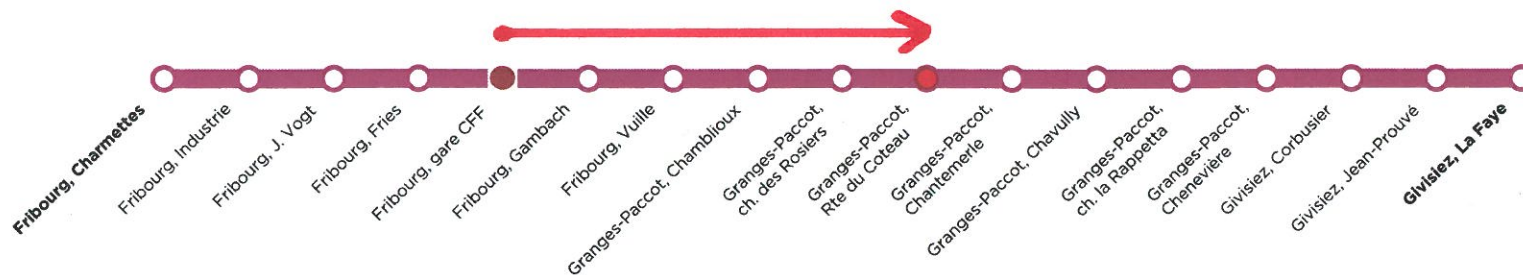 Fribourg, Charmettes
Fribourg, Industrie
Fribourg, J. Vogt
Fribourg, Fries
Fribourg, gare CFF
Fribourg, Gambach
Fribourg, Vuille
Granges-Paccot, Chamblioux
Granges-Paccot,
ch. des Rosiers
Granges-Paccot,
Rte du Coteau
Granges-Paccot,
Chantemerle
Granges-Paccot, Chavully
Granges-Paccot,
ch. la Rappetta
Granges-Paccot,
Chenevière
Givisiez, Corbusier
Givisiez, Jean-Prouvé
Givisiez, La Faye